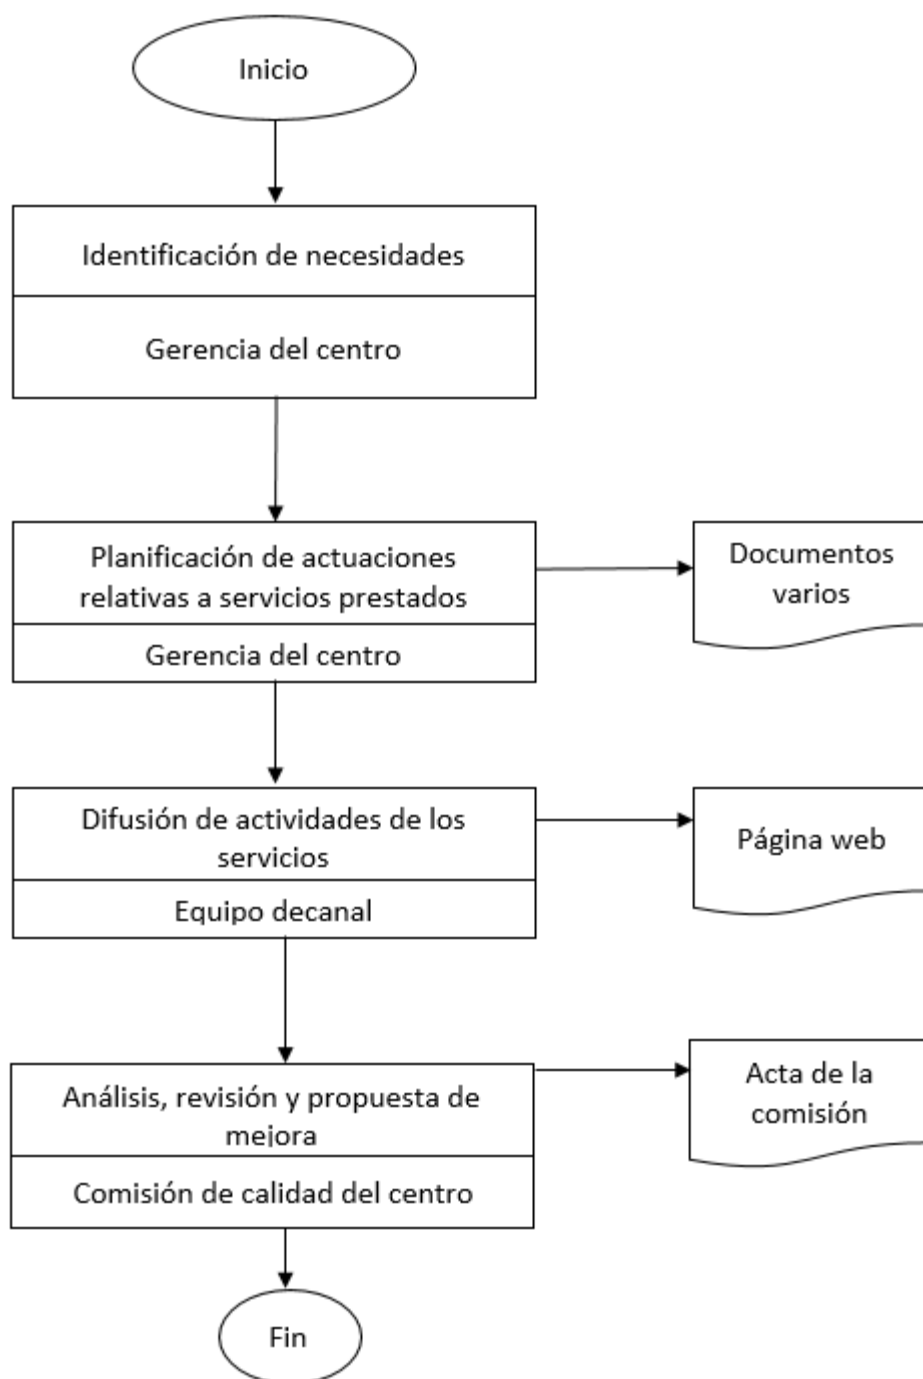 Inicio
Identificación de necesidades
Gerencia del centro
Planificación de actuaciones
relativas a servicios prestados
Gerencia del centro
Documentos
varios
Difusión de actividades de los
servicios
Equipo decanal
Página web
Análisis, revisión y propuesta de
mejora
Comisión de calidad del centro
Acta de la
comisión
Fin